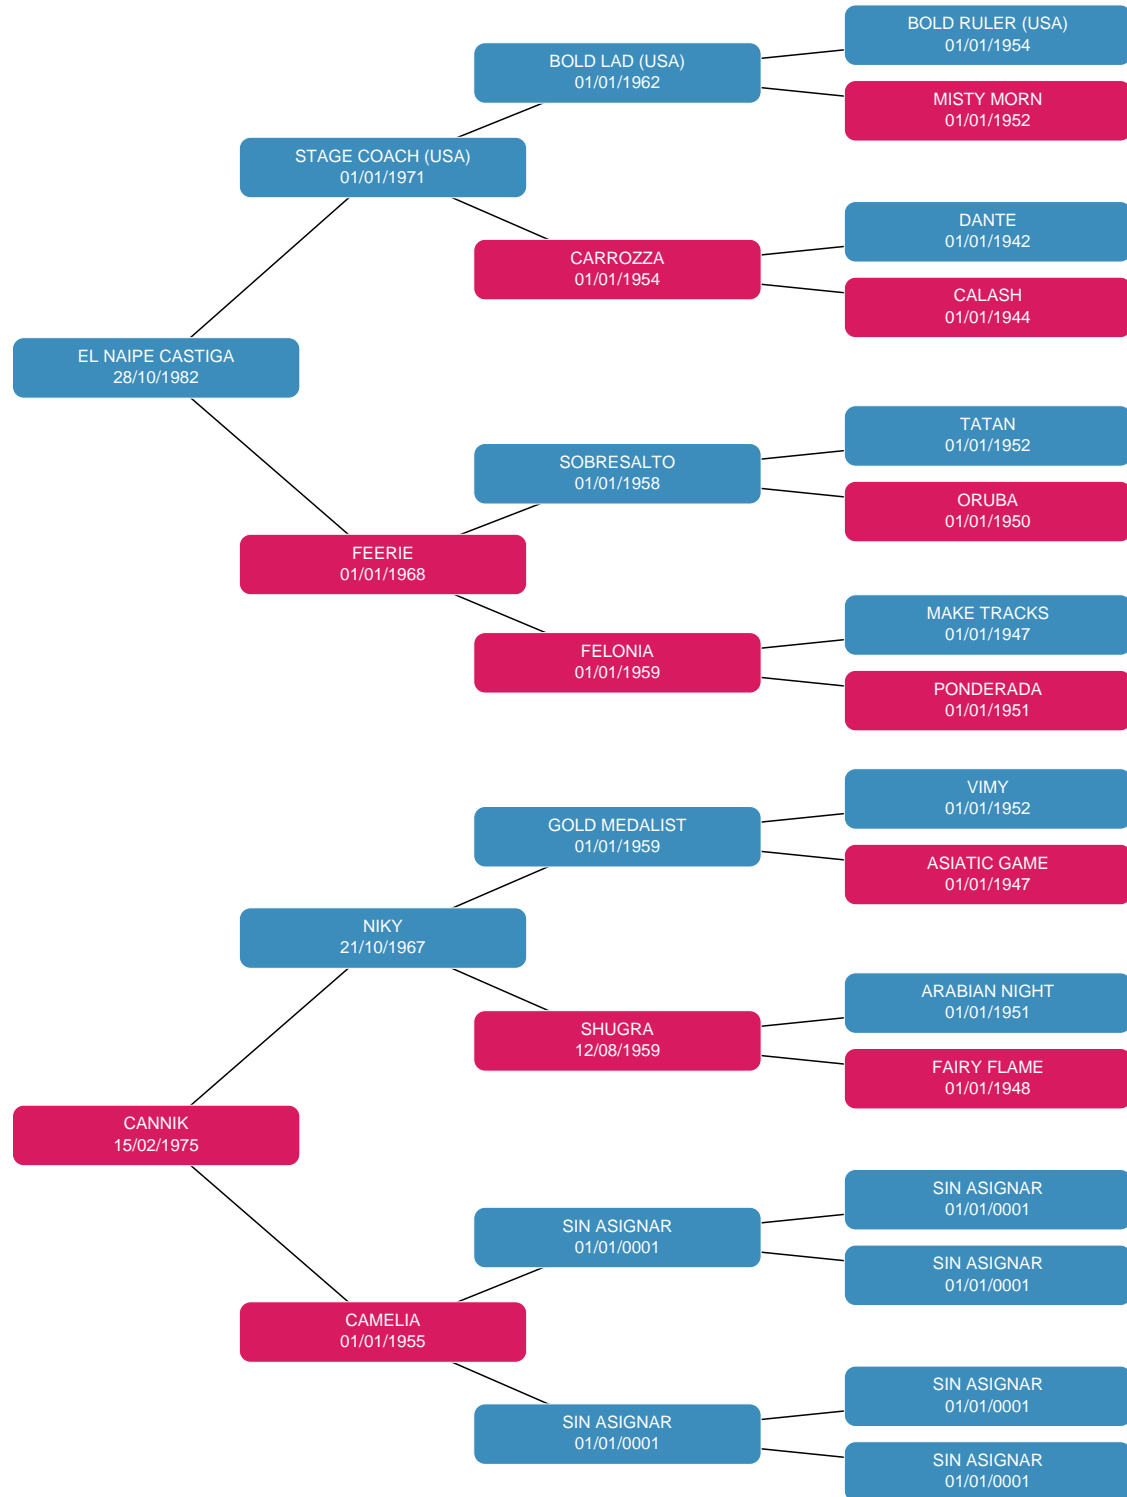 BOLD RULER (USA)
01/01/1954
BOLD LAD (USA)
01/01/1962
MISTY MORN
01/01/1952
STAGE COACH (USA)
01/01/1971
DANTE
01/01/1942
CARROZZA
01/01/1954
CALASH
01/01/1944
EL NAIPE CASTIGA
28/10/1982
TATAN
01/01/1952
SOBRESALTO
01/01/1958
ORUBA
01/01/1950
FEERIE
01/01/1968
MAKE TRACKS
01/01/1947
FELONIA
01/01/1959
PONDERADA
01/01/1951
VIMY
01/01/1952
GOLD MEDALIST
01/01/1959
ASIATIC GAME
01/01/1947
NIKY
21/10/1967
ARABIAN NIGHT
01/01/1951
SHUGRA
12/08/1959
FAIRY FLAME
01/01/1948
CANNIK
15/02/1975
SIN ASIGNAR
01/01/0001
SIN ASIGNAR
01/01/0001
SIN ASIGNAR
01/01/0001
CAMELIA
01/01/1955
SIN ASIGNAR
01/01/0001
SIN ASIGNAR
01/01/0001
SIN ASIGNAR
01/01/0001